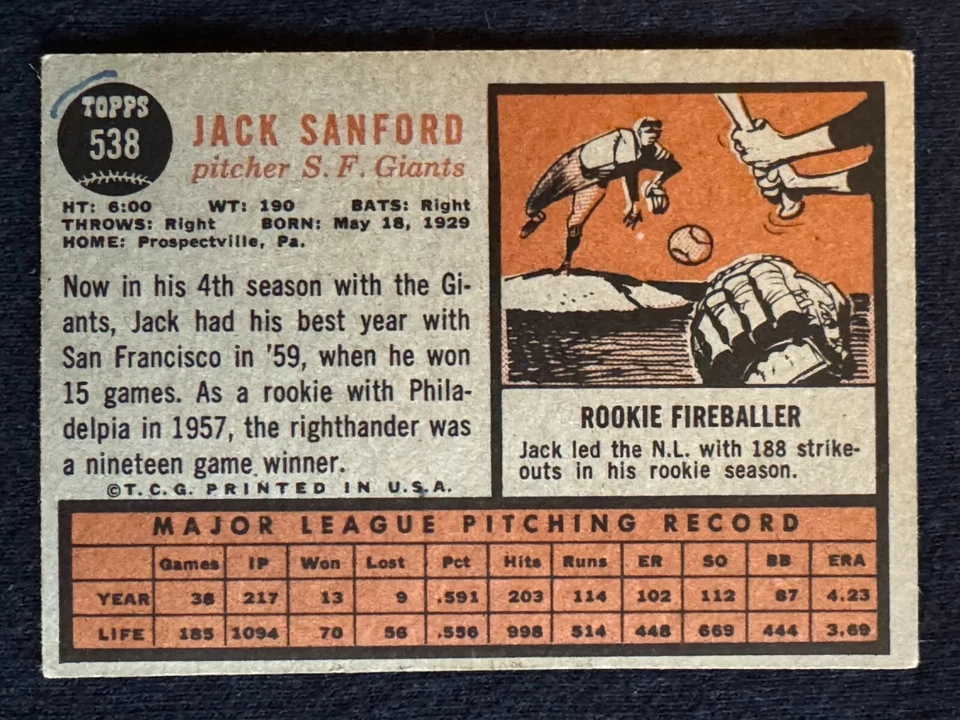 TOPPS
538
JACK SANFORD
pitcher S. F. Giants
HT: 6:00 WT: 190 BATS: Right
THROWS: Right BORN: May 18, 1929
HOME: Prospectville, Pa.
Now in his 4th season with the Gi-
ants, Jack had his best year with
San Francisco in '59, when he won
15 games. As a rookie with Phila-
delpia in 1957, the righthander was
a nineteen game winner.
©T.C.G. PRINTED IN U.S.A.
ROOKIE FIREBALLER
Jack led the N.L. with 188 strike-
outs in his rookie season.
MAJOR LEAGUE PITCHING RECORD
Games IP Won Lost Pct Hits Runs ER SO BB ERA
YEAR 38 217 13 9 .591 203 114 102 112 87 4.23
LIFE 185 1094 70 56 .556 998 514 448 669 444 3.69